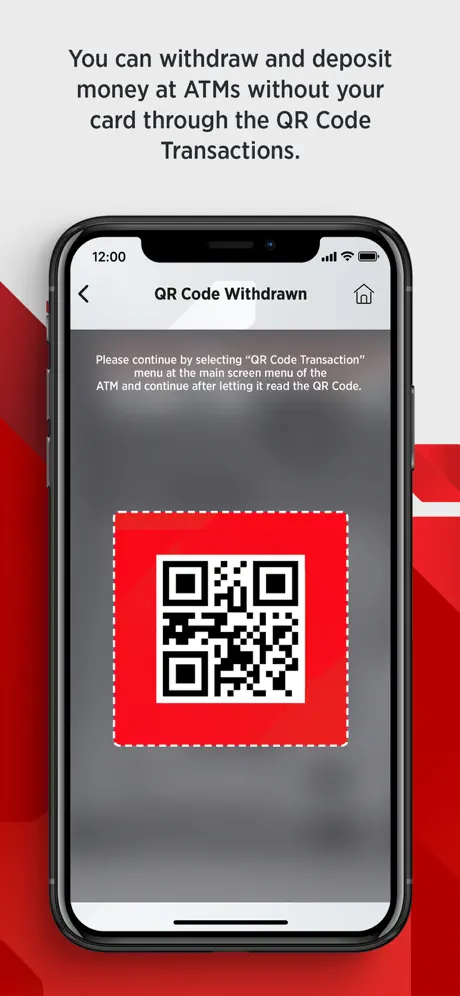 You can withdraw and deposit
money at ATMs without your
card through the QR Code
Transactions.
12:00
QR Code Withdrawn
Please continue by selecting “QR Code Transaction”
menu at the main screen menu of the
ATM and continue after letting it read the QR Code.